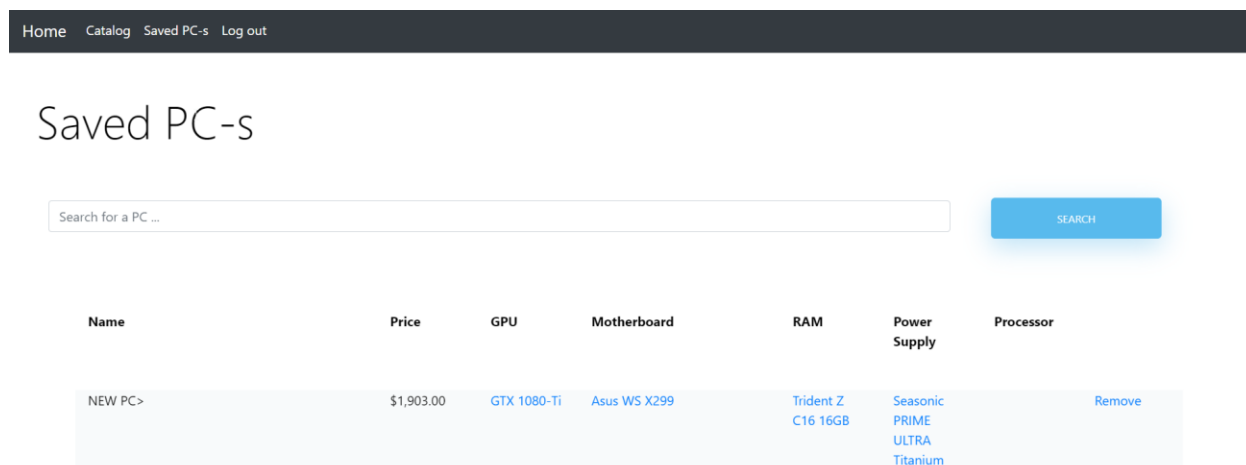 Home Catalog Saved PC-s Log out
Saved PC-s
Search for a PC ...
SEARCH
Name Price GPU Motherboard RAM Power Processor
Supply
NEW PC> $1,903.00 GTX 1080-Ti Asus WS X299 Trident Z Seasonic Remove
C16 16GB PRIME
ULTRA
Titanium